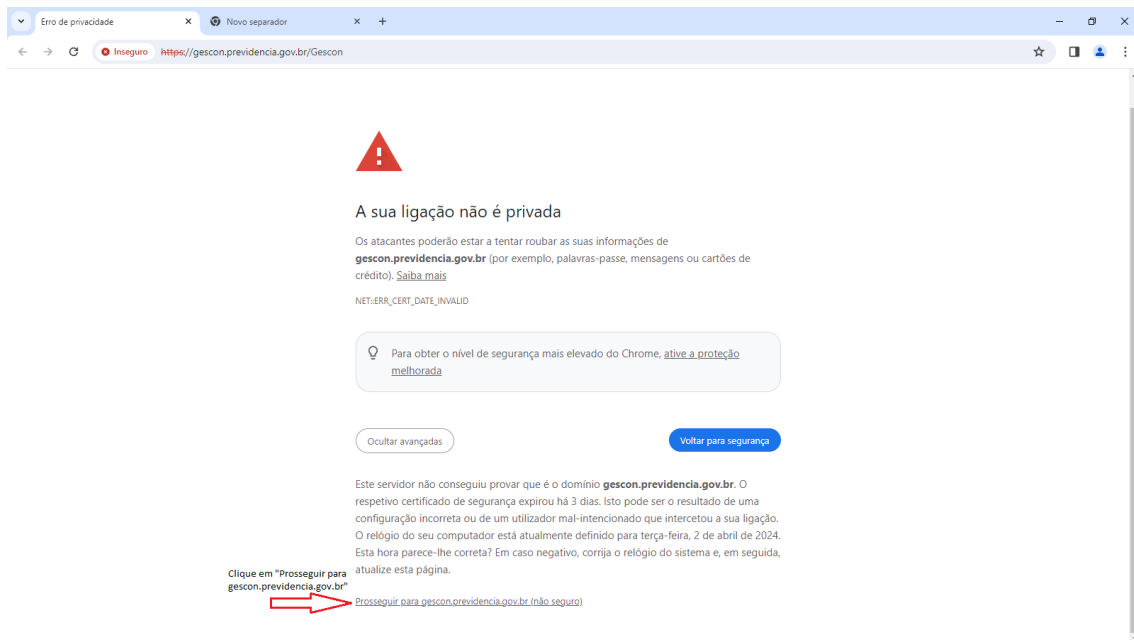 Erro de privacidade
Novo separador
Inseguro https://gescon.previdencia.gov.br/Gescon
A sua ligação não é privada
Os atacantes poderão estar a tentar roubar as suas informações de
gescon.previdencia.gov.br (por exemplo, palavras-passe, mensagens ou cartões de
crédito). Saiba mais
NET::ERR_CERT_DATE_INVALID
Para obter o nível de segurança mais elevado do Chrome, ative a proteção
melhorada
Ocultar avançadas
Voltar para segurança
Este servidor não conseguiu provar que é o domínio gescon.previdencia.gov.br. O
respetivo certificado de segurança expirou há 3 dias. Isto pode ser o resultado de uma
configuração incorreta ou de um utilizador mal-intencionado que intercetou a sua ligação.
O relógio do seu computador está atualmente definido para terça-feira, 2 de abril de 2024.
Esta hora parece-lhe correta? Em caso negativo, corrija o relógio do sistema e, em seguida,
atualize esta página.
Clique em "Prosseguir para
gescon.previdencia.gov.br"
Prosseguir para gescon.previdencia.gov.br (não seguro)